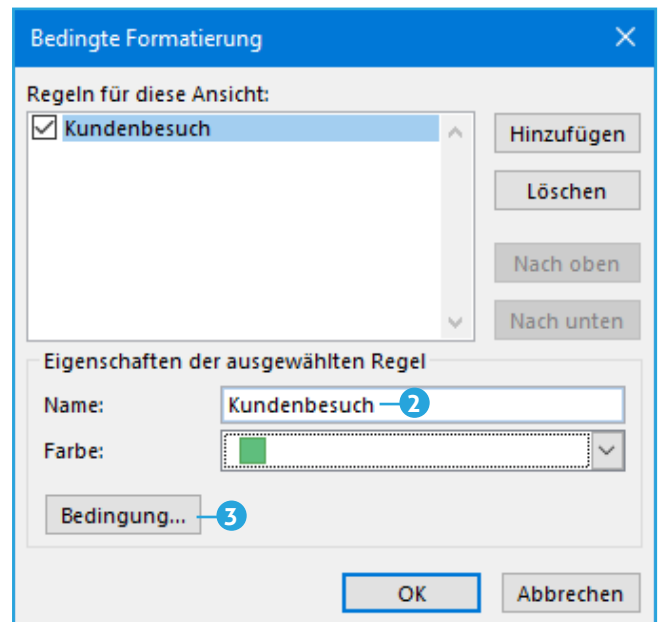 Bedingte Formatierung
Regeln für diese Ansicht:
Kundenbesuch
Hinzufügen
Löschen
Nach oben
Nach unten
Eigenschaften der ausgewählten Regel
Name: Kundenbesuch 2
Farbe:
Bedingung... 3
OK Abbrechen